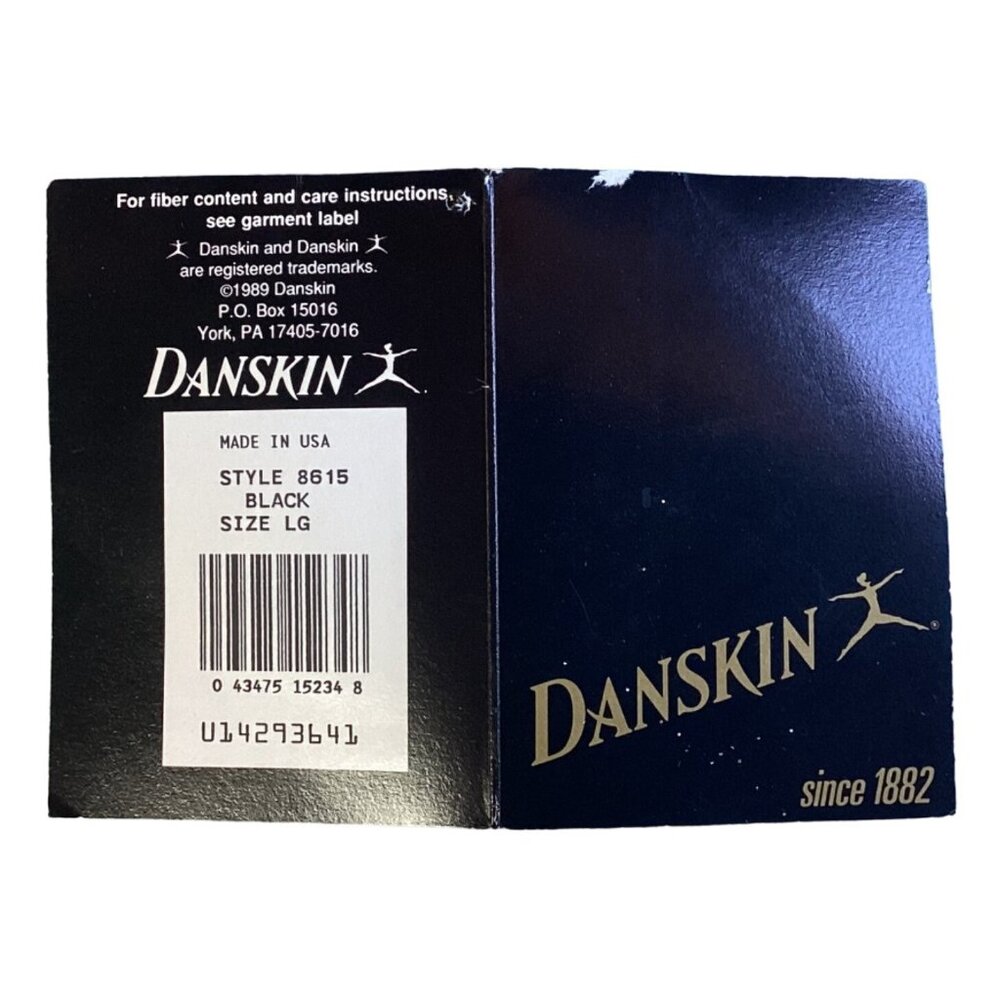 For fiber content and care instructions,
see garment label
Danskin and Danskin
are registered trademarks.
©1989 Danskin
P.O. Box 15016
York, PA 17405-7016
DANSKIN
MADE IN USA
STYLE 8615
BLACK
SIZE LG
0 43475 15234 8
U14293641
DANSKIN®
since 1882